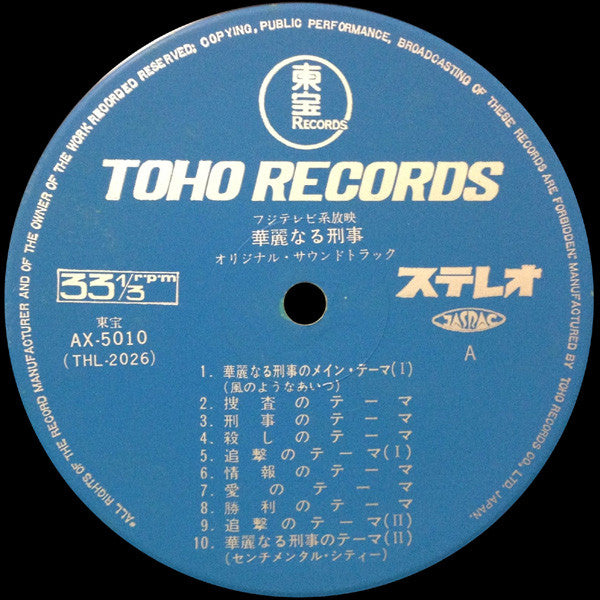 *ALL RIGHTS OF THE RECORD MANUFACTURER AND OF THE OWNER OF THE WORK RECORDED RESERVED; COPYING, PUBLIC PERFORMANCE, BROADCASTING OF THESE RECORDS ARE FORBIDDEN: MANUFACTURED BY TOHO RECORDS CO., LTD. JAPAN.
東宝
RECORDS
TOHO RECORDS
フジテレビ系放映
華麗なる刑事
オリジナル・サウンドトラック
33 1/3 rpm
ステレオ
東宝
AX-5010
(THL-2026)
JASRAC
A
1. 華麗なる刑事のメイン・テーマ(I)
(風のようなあいつ)
2. 捜査のテーマ
3. 刑事のテーマ
4. 殺しのテーマ
5. 追撃のテーマ(I)
6. 情報のテーマ
7. 愛のテーマ
8. 勝利のテーマ
9. 追撃のテーマ(II)
10. 華麗なる刑事のテーマ(II)
(センチメンタル・シティー)